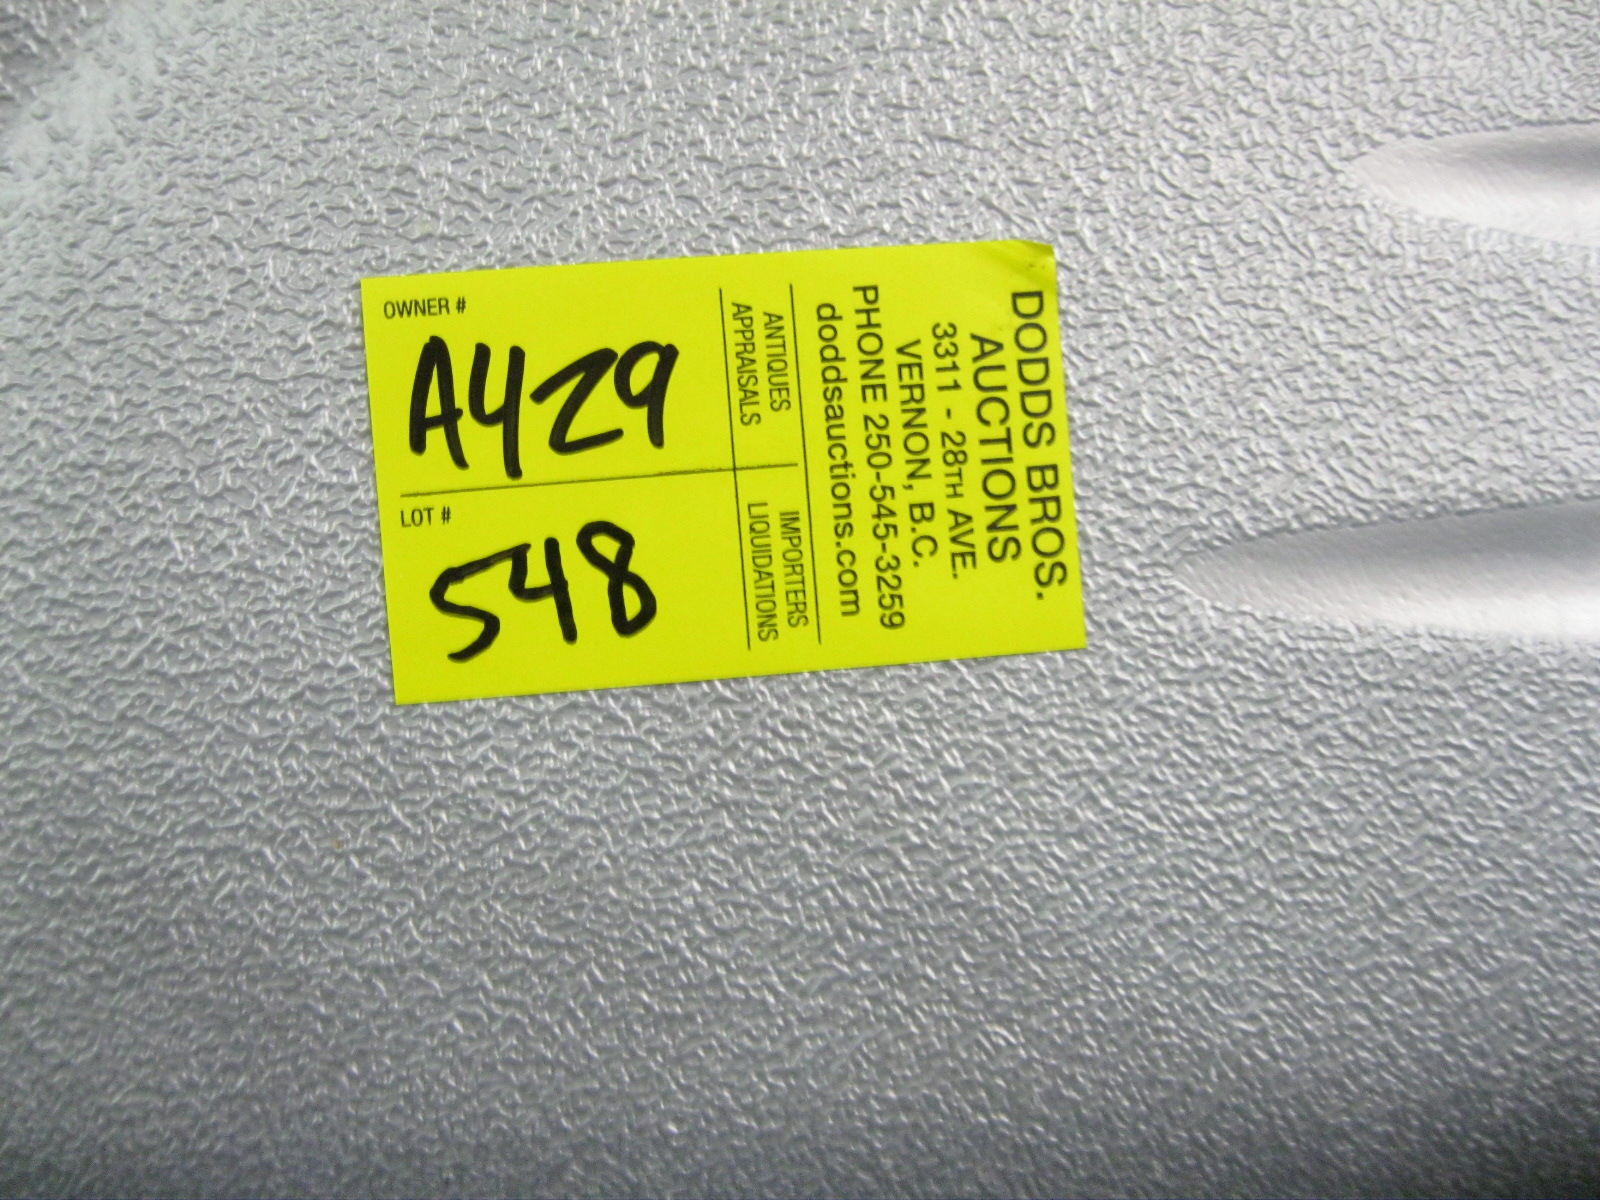 DODDS BROS.
AUCTIONS
3311 - 28TH AVE.
VERNON, B.C.
PHONE 250-545-3259
doddsauctions.com
ANTIQUES
APPRAISALS
IMPORTERS
LIQUIDATIONS
OWNER #
A429
LOT #
548